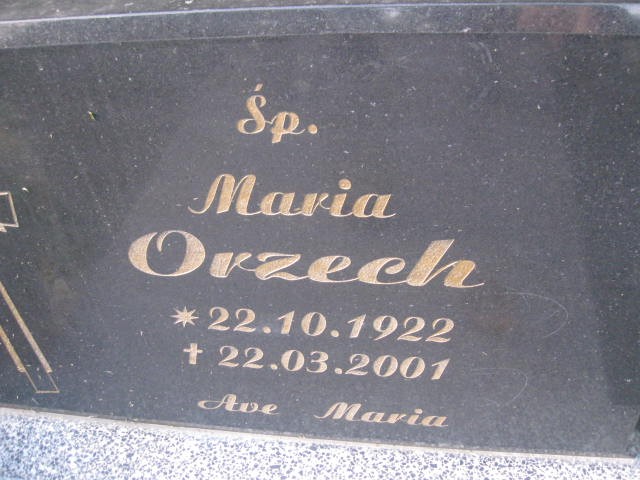 Śp.
Maria
Orzech
* 22.10.1922
✝ 22.03.2001
Ave Maria